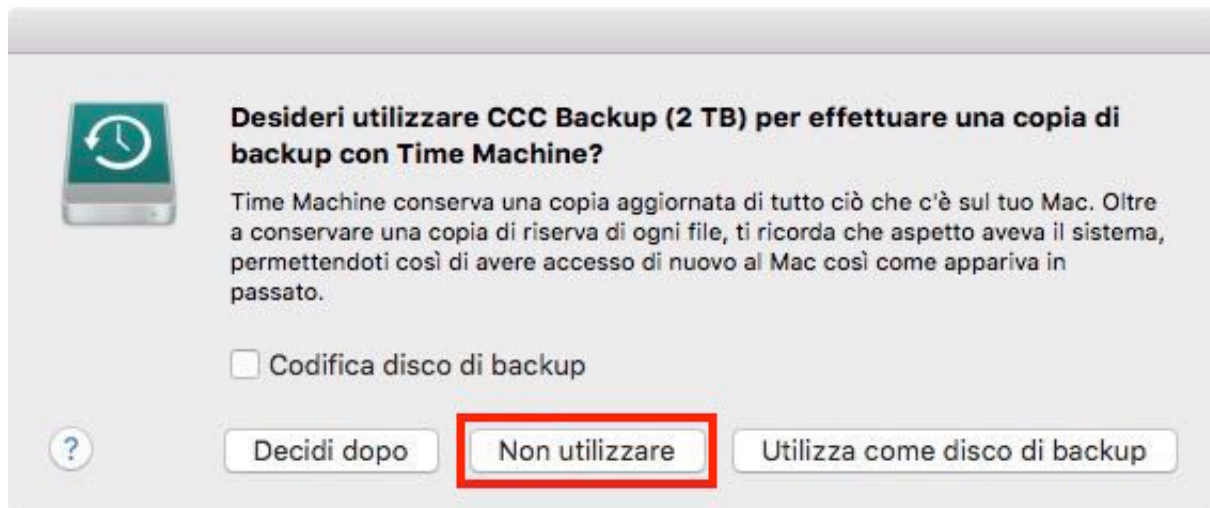 Desideri utilizzare CCC Backup (2 TB) per effettuare una copia di
backup con Time Machine?
Time Machine conserva una copia aggiornata di tutto ciò che c'è sul tuo Mac. Oltre
a conservare una copia di riserva di ogni file, ti ricorda che aspetto aveva il sistema,
permettendoti così di avere accesso di nuovo al Mac così come appariva in
passato.
Codifica disco di backup
? Decidi dopo Non utilizzare Utilizza come disco di backup